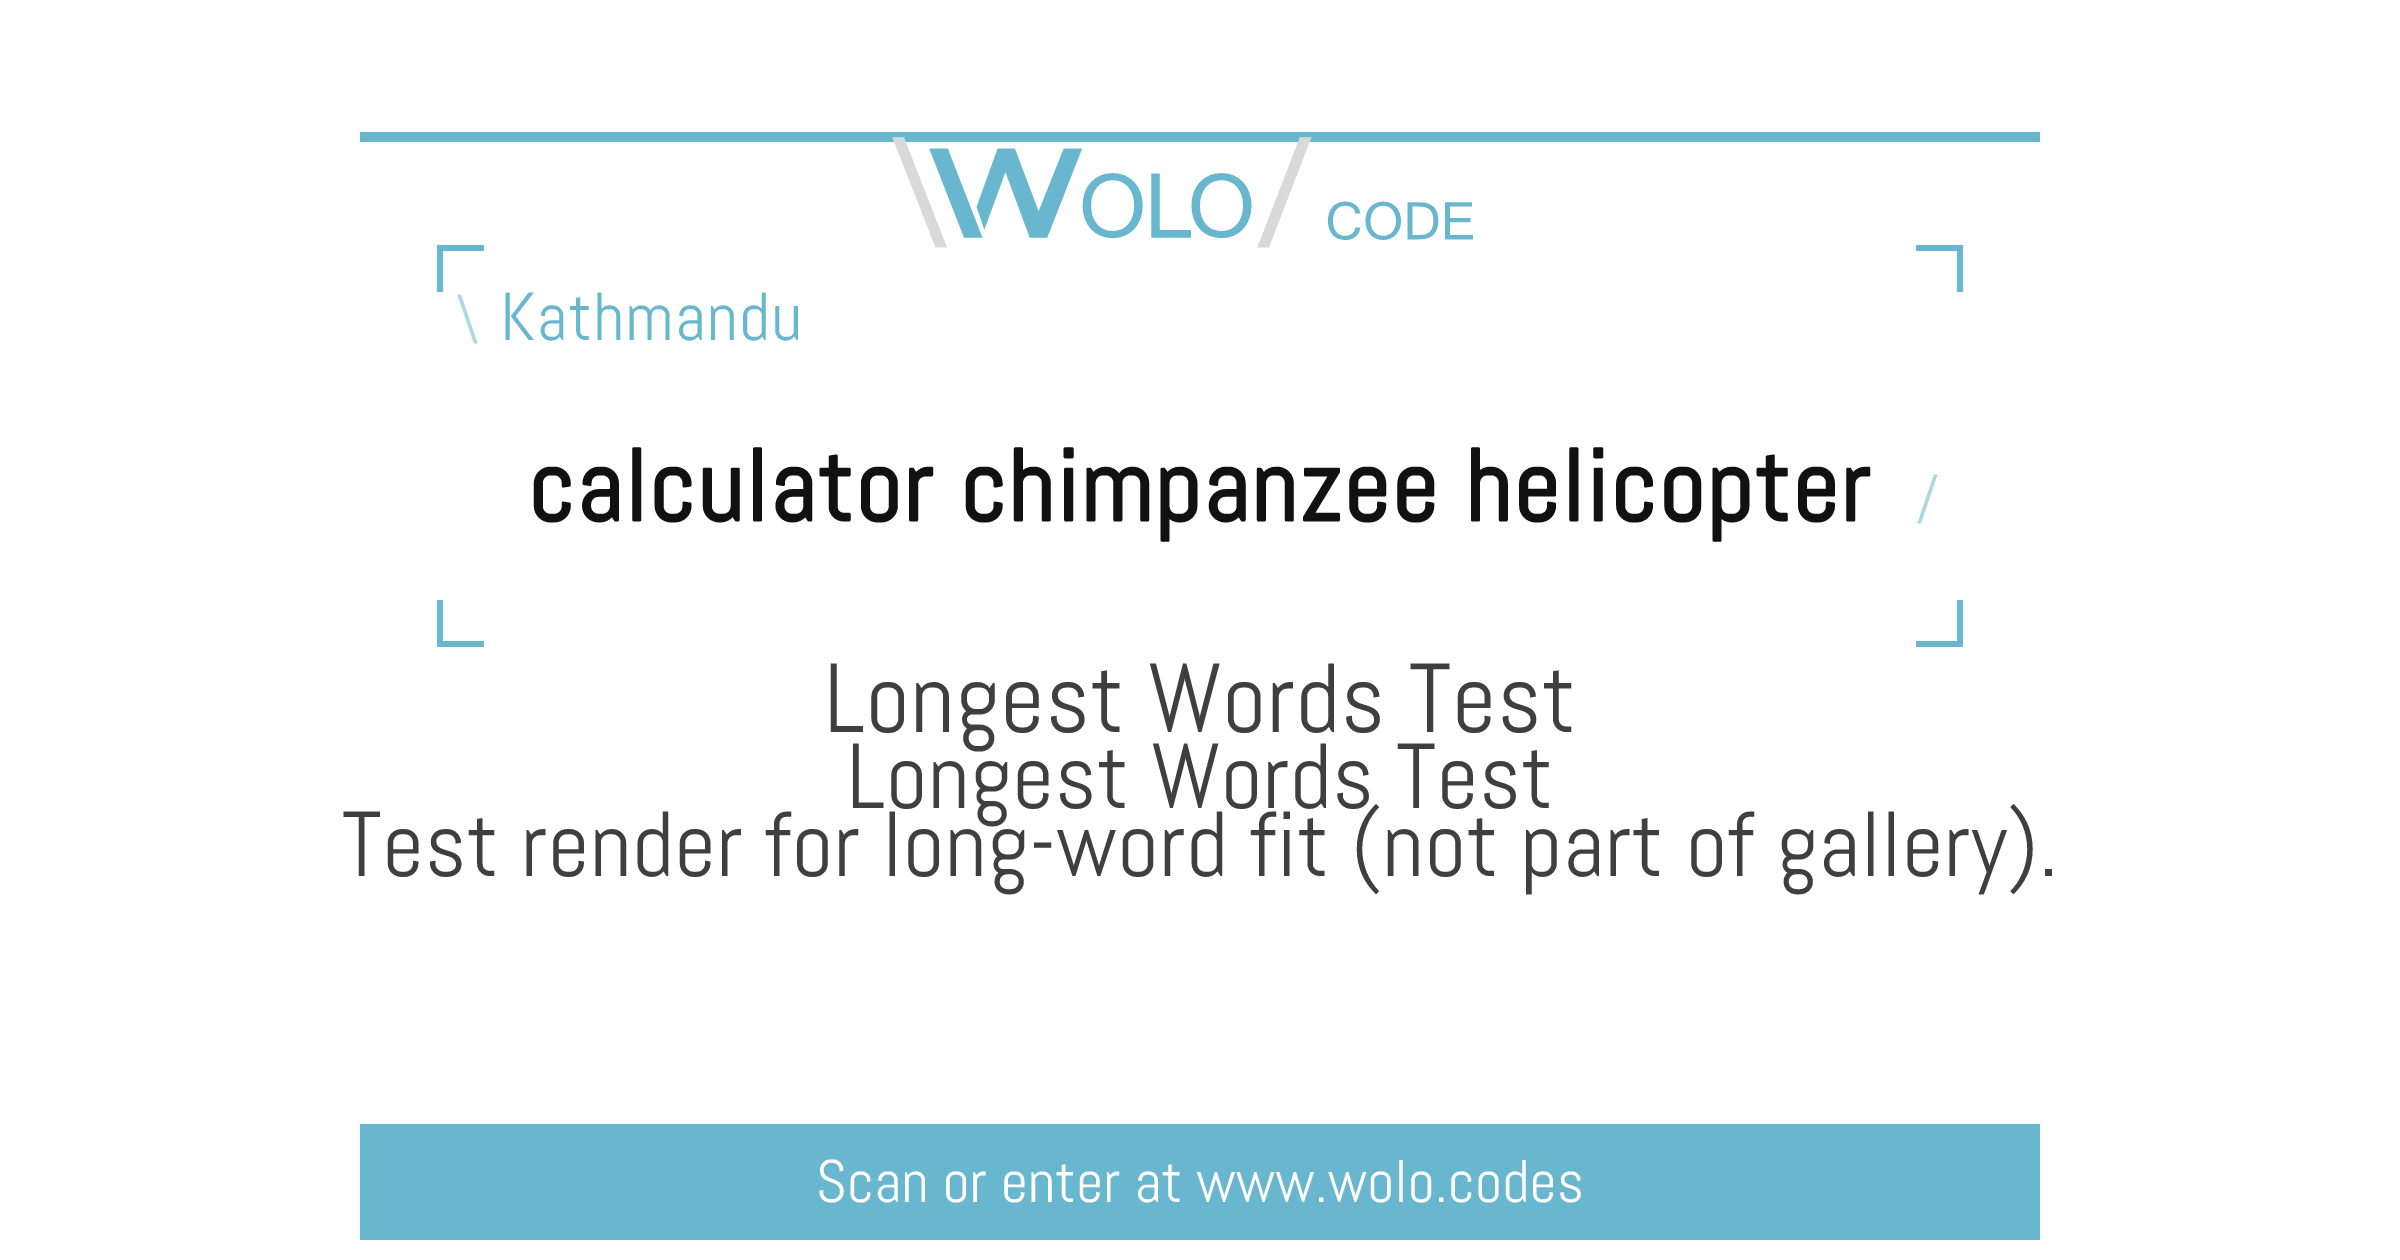 \WOLO/ CODE
\ Kathmandu
calculator chimpanzee helicopter /
Longest Words Test
Longest Words Test
Test render for long-word fit (not part of gallery).
Scan or enter at www.wolo.codes